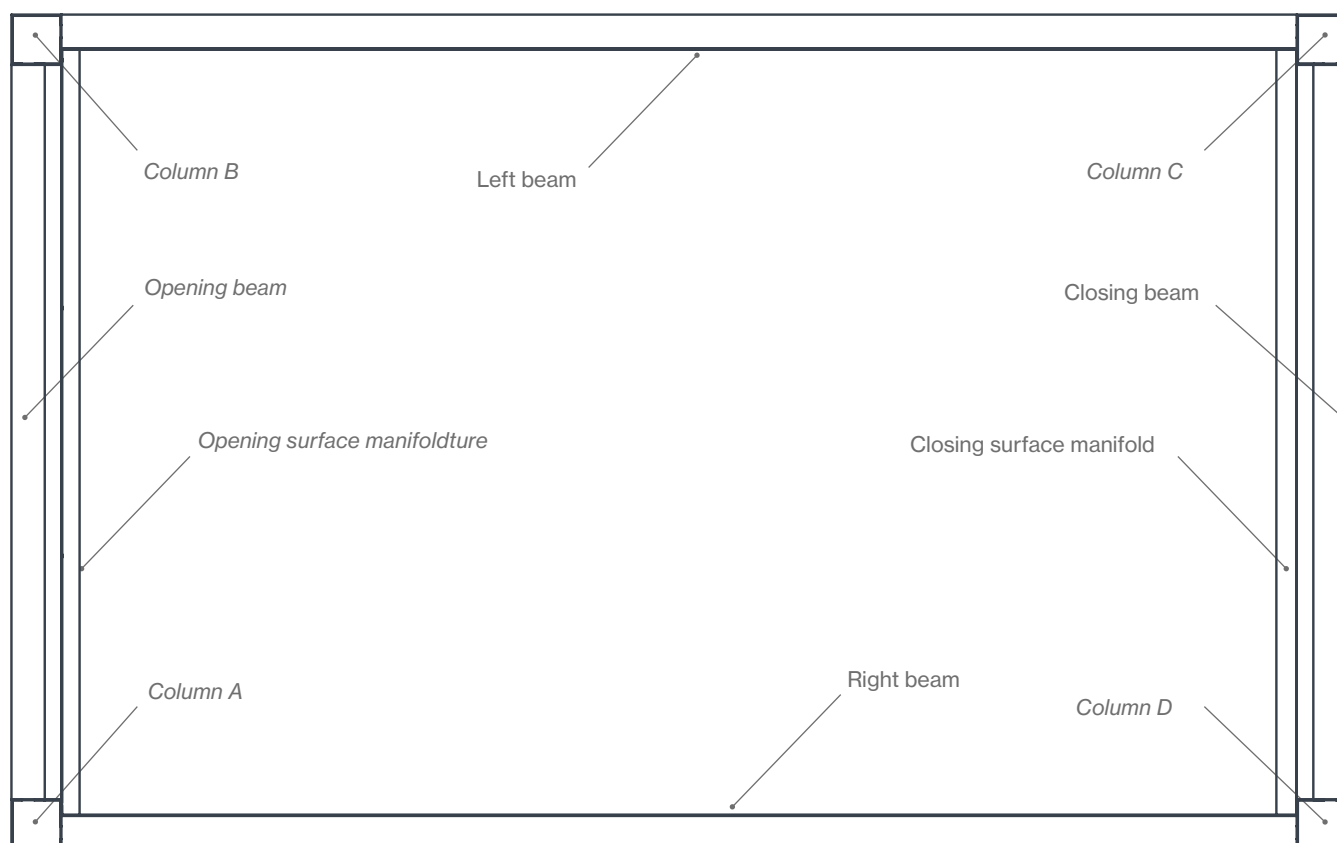 Column B
Left beam
Column C
Opening beam
Closing beam
Opening surface manifoldture
Closing surface manifold
Column A
Right beam
Column D